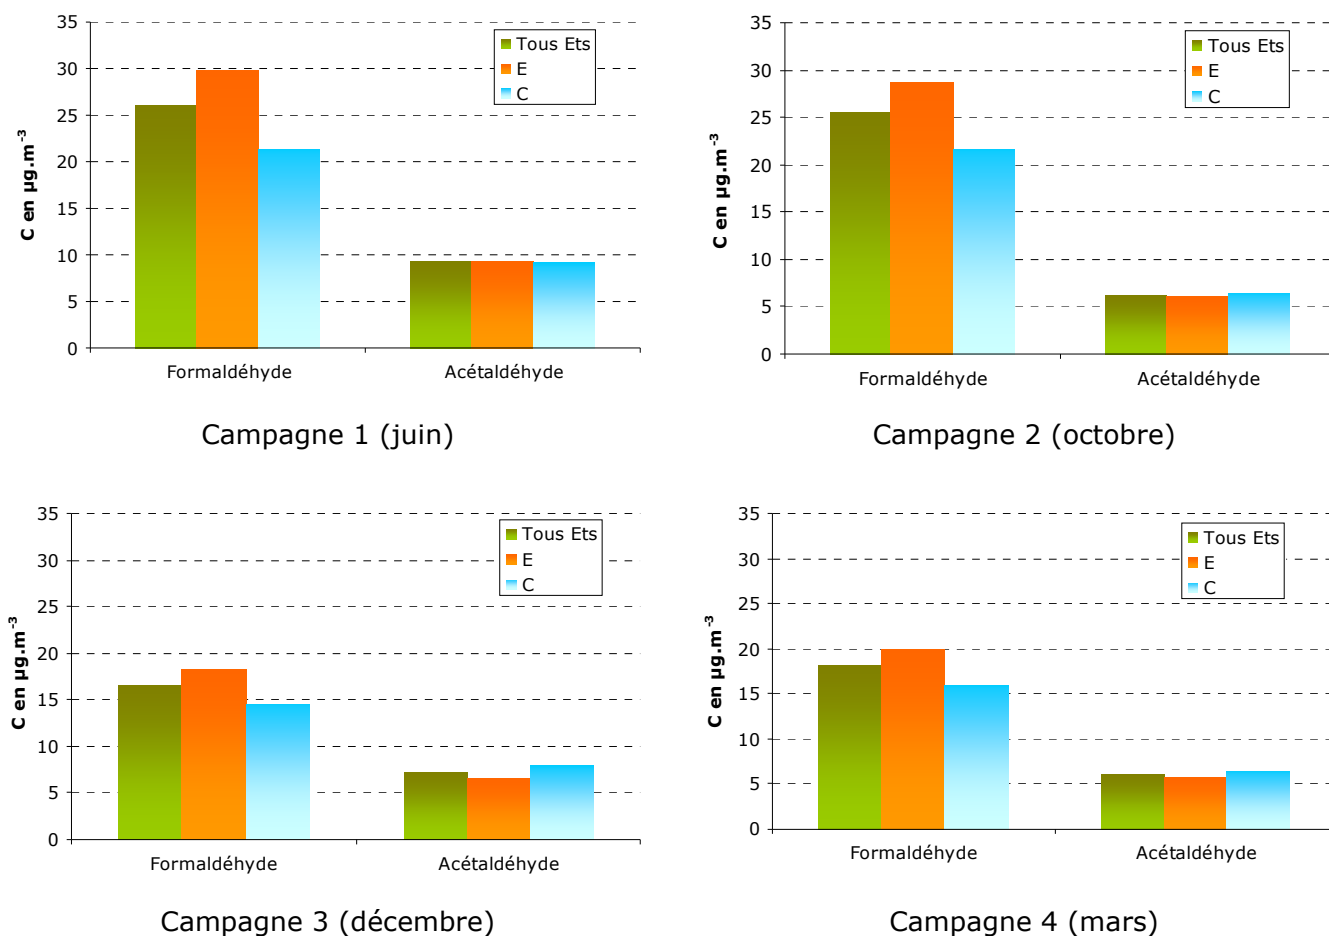 35
30
25
20
15
10
5
0
C en µg.m⁻³
Tous Ets
E
C
Formaldéhyde
Acétaldéhyde
Campagne 1 (juin)
35
30
25
20
15
10
5
0
C en µg.m⁻³
Tous Ets
E
C
Formaldéhyde
Acétaldéhyde
Campagne 2 (octobre)
35
30
25
20
15
10
5
0
C en µg.m⁻³
Tous Ets
E
C
Formaldéhyde
Acétaldéhyde
Campagne 3 (décembre)
35
30
25
20
15
10
5
0
C en µg.m⁻³
Tous Ets
E
C
Formaldéhyde
Acétaldéhyde
Campagne 4 (mars)